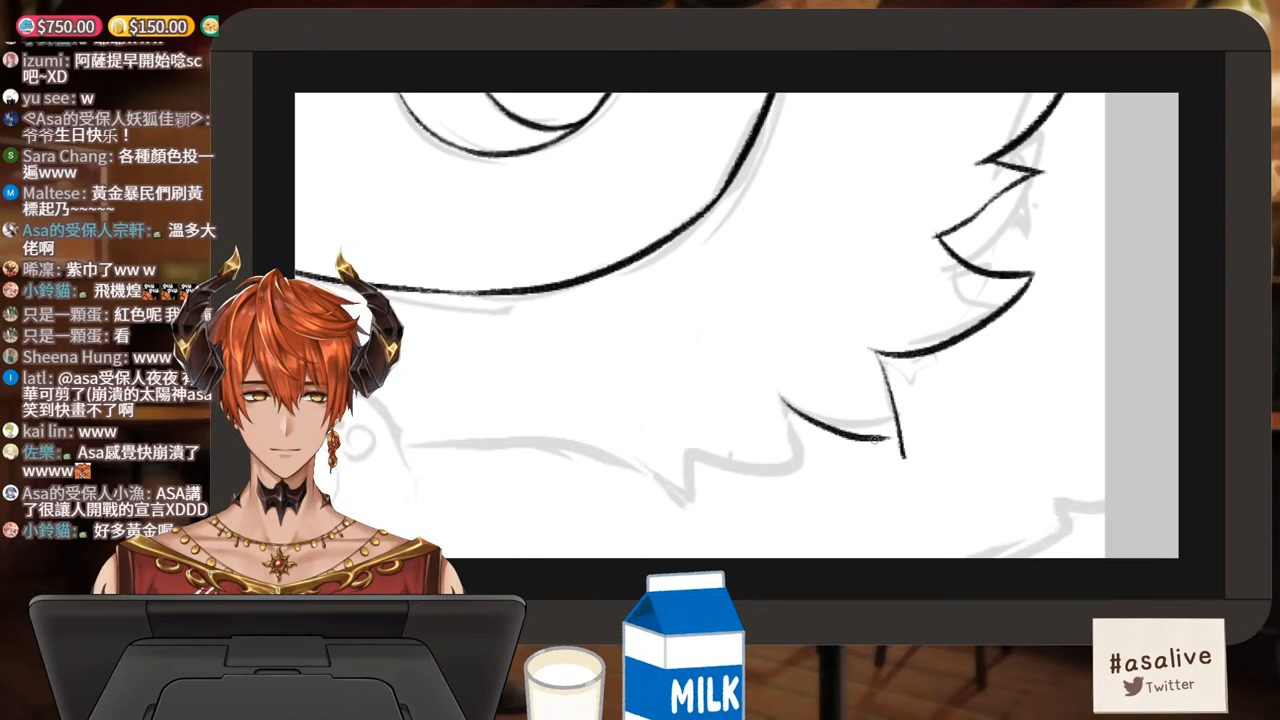 $750.00 $150.00
izumi: 阿薩提早開始唸sc
吧~XD
yu see: w
Asa的受保人妖狐佳颖:
爷爷生日快乐！
Sara Chang: 各種顏色投一
遍www
Maltese: 黃金暴民們刷黃
標起乃~~~~~
Asa的受保人宗軒: 溫多大
佬啊
晞凜: 紫巾了ww w
小鈴貓: 飛機煌
只是一顆蛋: 紅色呢 我
只是一顆蛋: 看
Sheena Hung: www
latl: @asa受保人夜夜
華可剪了(崩潰的太陽神asa
笑到快畫不了啊
kai lin: www
佐樂: Asa感覺快崩潰了
wwww
Asa的受保人小漁: ASA講
了很讓人開戰的宣言XDDD
小鈴貓: 好多黃金喔
MILK
#asalive
Twitter